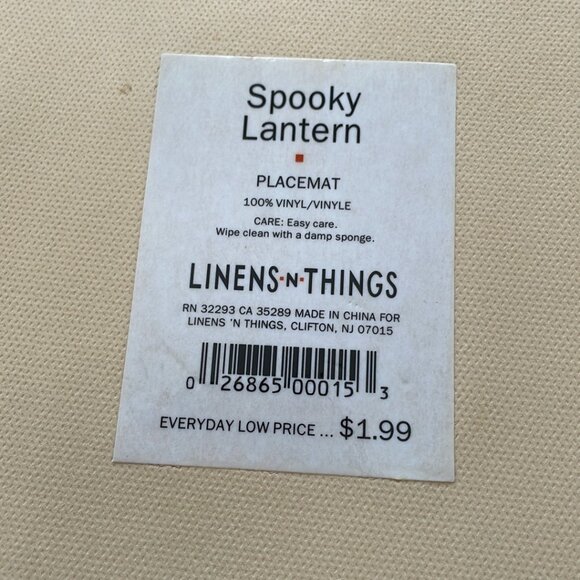 Spooky
Lantern
PLACEMAT
100% VINYL/VINYLE
CARE: Easy care.
Wipe clean with a damp sponge.
LINENS·N·THINGS
RN 32293 CA 35289 MADE IN CHINA FOR
LINENS 'N THINGS, CLIFTON, NJ 07015
0 26865 00015 3
EVERYDAY LOW PRICE ... $1.99